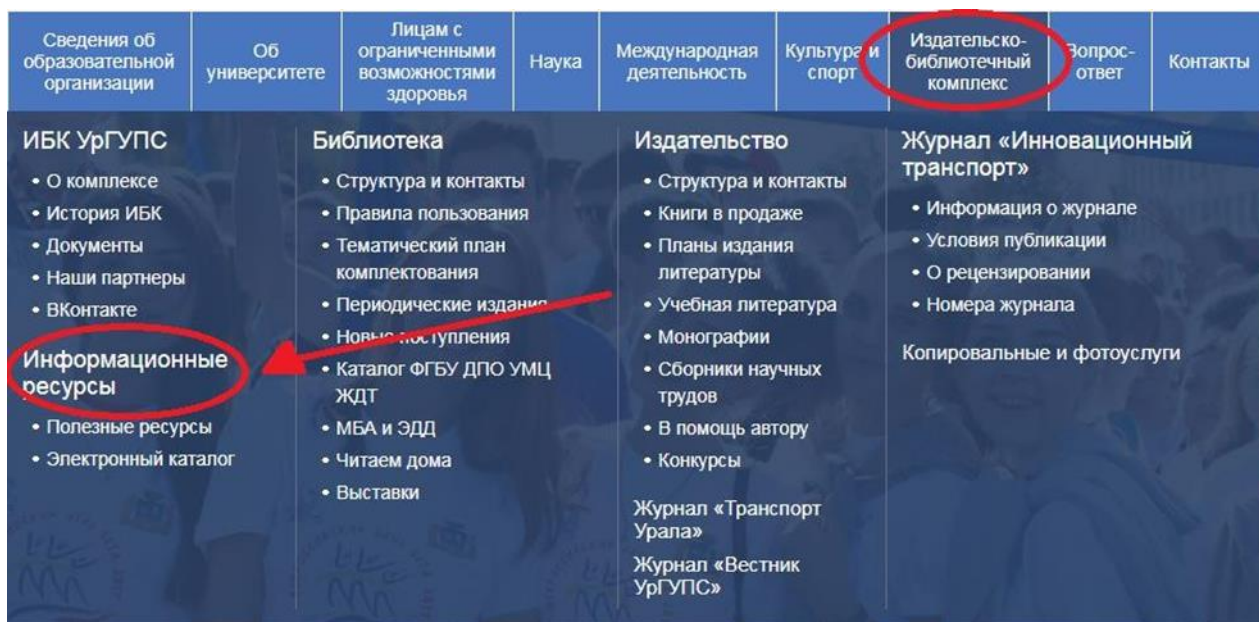 Сведения об
образовательной
организации
Об
университете
Лицам с
ограниченными
возможностями
здоровья
Наука
Международная
деятельность
Культура и
спорт
Издательско-
библиотечный
комплекс
Вопрос-
ответ
Контакты
ИБК УрГУПС
• О комплексе
• История ИБК
• Документы
• Наши партнеры
• ВКонтакте
Информационные
ресурсы
• Полезные ресурсы
• Электронный каталог
Библиотека
• Структура и контакты
• Правила пользования
• Тематический план
комплектования
• Периодические издания
• Новые поступления
• Каталог ФГБУ ДПО УМЦ
ЖДТ
• МБА и ЭДД
• Читаем дома
• Выставки
Издательство
• Структура и контакты
• Книги в продаже
• Планы издания
литературы
• Учебная литература
• Монографии
• Сборники научных
трудов
• В помощь автору
• Конкурсы
Журнал «Транспорт
Урала»
Журнал «Вестник
УрГУПС»
Журнал «Инновационный
транспорт»
• Информация о журнале
• Условия публикации
• О рецензировании
• Номера журнала
Копировальные и фотоуслуги